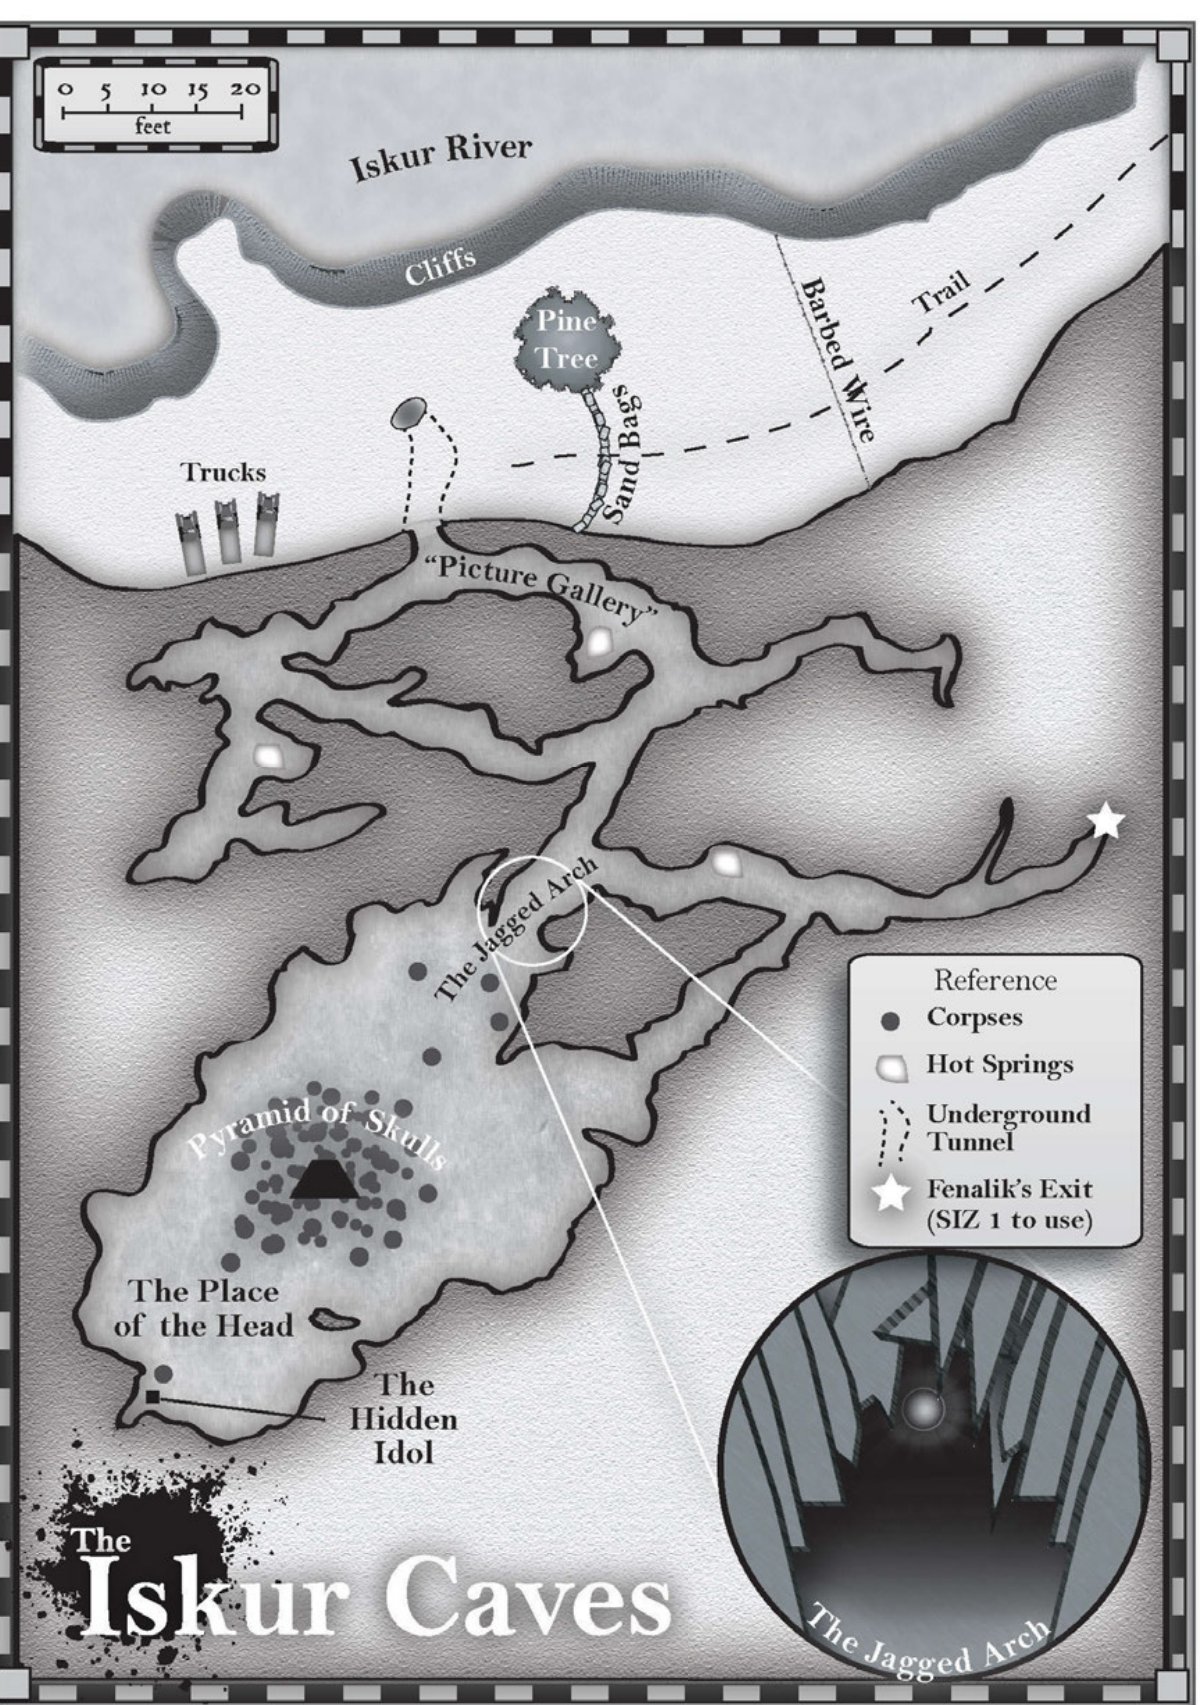 0 5 10 15 20
feet
Iskur River
Cliffs
Pine
Tree
Sand Bags
Barbed Wire
Trail
Trucks
“Picture Gallery”
The Jagged Arch
Pyramid of Skulls
The Place
of the Head
The
Hidden
Idol
Reference
Corpses
Hot Springs
Underground
Tunnel
Fenalik’s Exit
(SIZ 1 to use)
The Jagged Arch
The
Iskur Caves